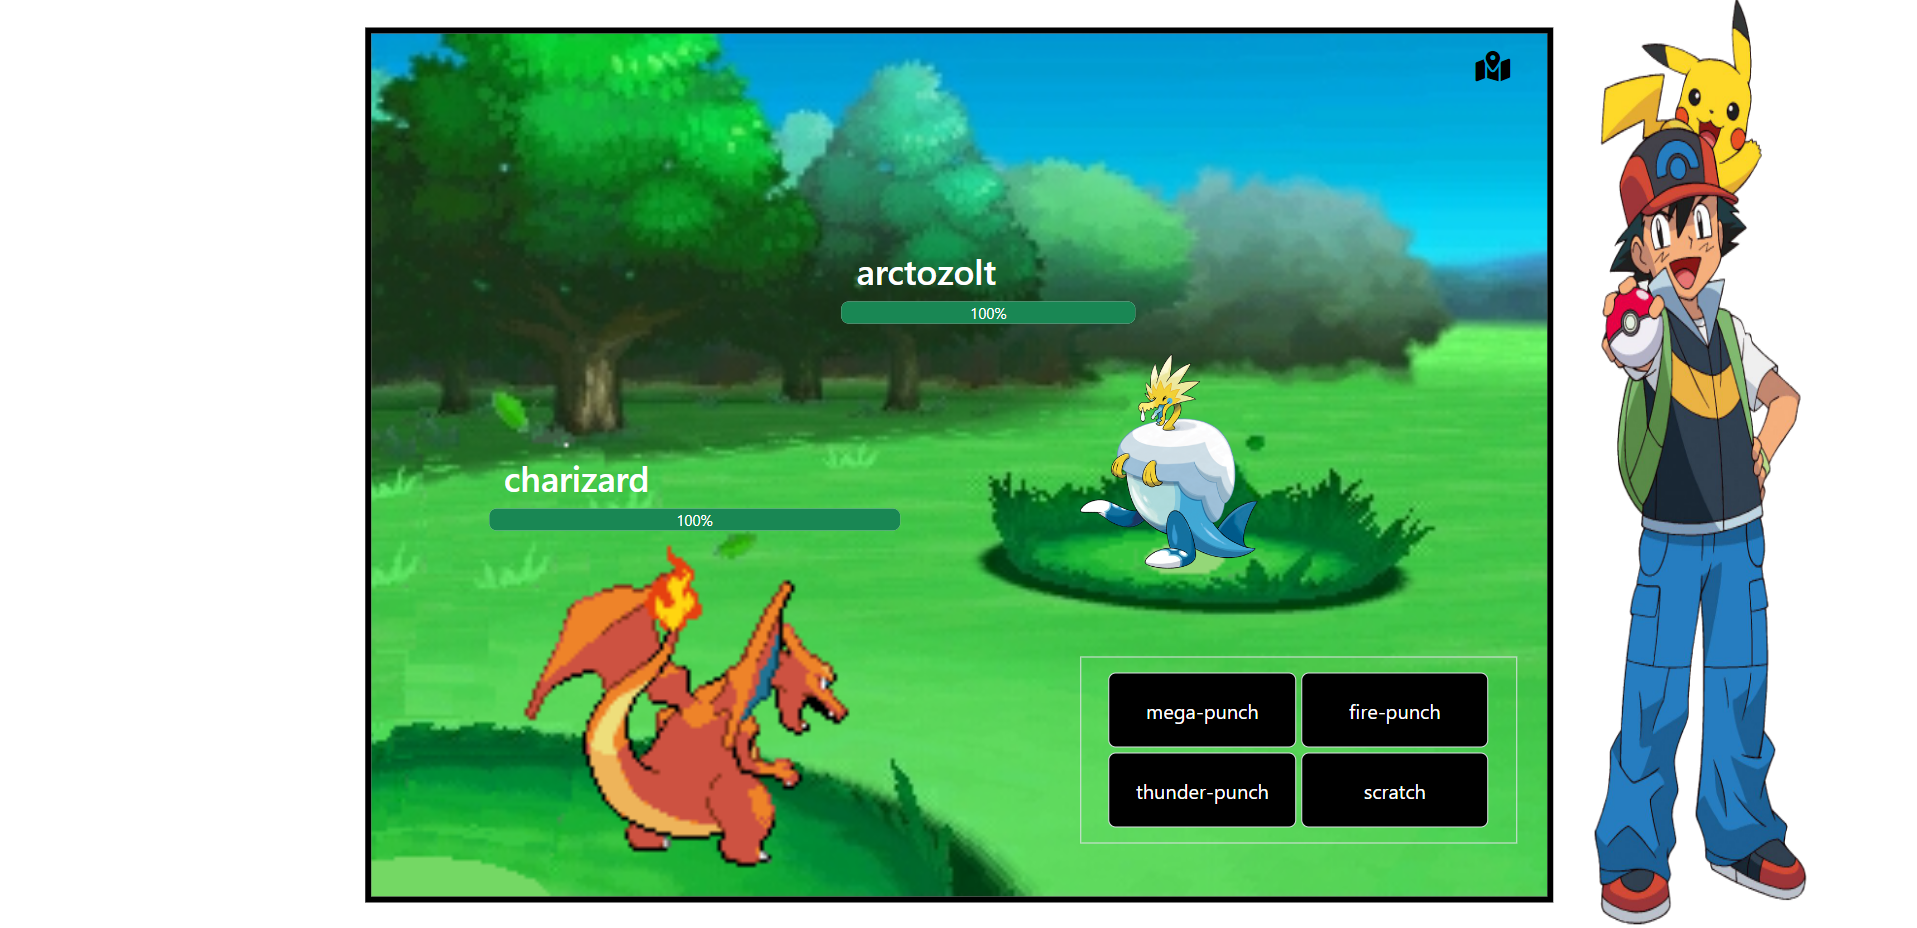 arctozolt
100%
charizard
100%
mega-punch
fire-punch
thunder-punch
scratch